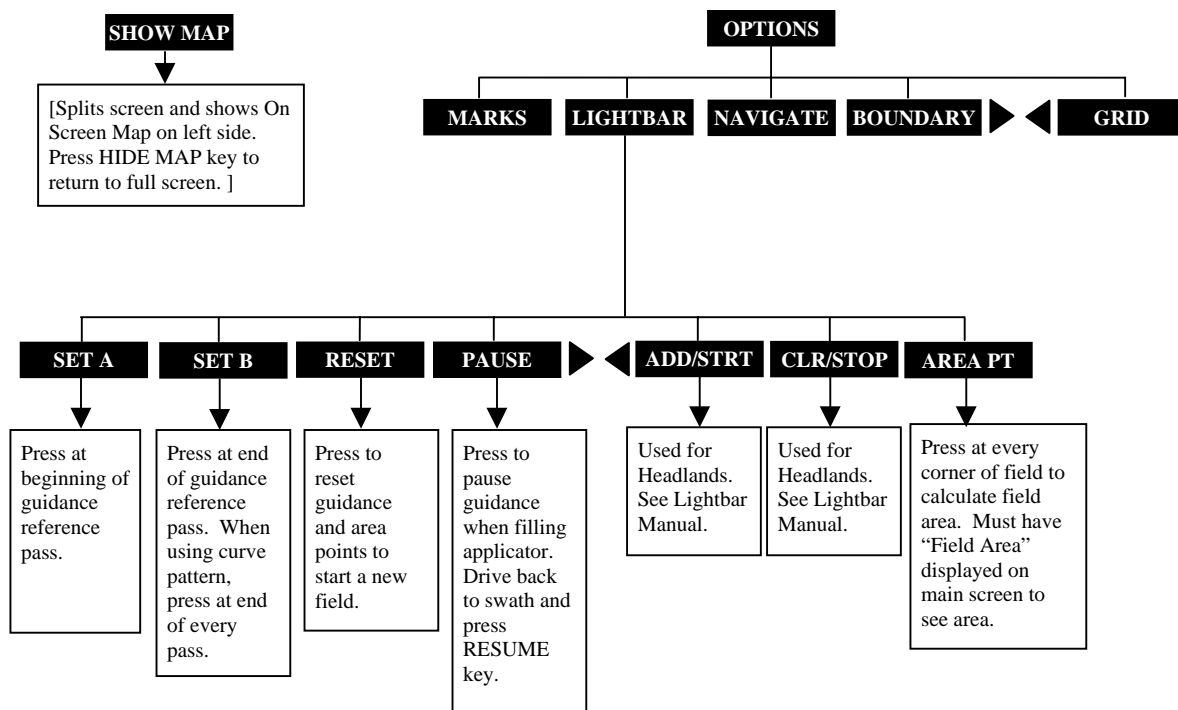 SHOW MAP
OPTIONS
[Splits screen and shows On
Screen Map on left side.
Press HIDE MAP key to
return to full screen. ]
MARKS
LIGHTBAR
NAVIGATE
BOUNDARY
GRID
SET A
SET B
RESET
PAUSE
ADD/STRT
CLR/STOP
AREA PT
Press at
beginning of
guidance
reference
pass.
Press at end
of guidance
reference
pass.  When
using curve
pattern,
press at end
of every
pass.
Press to
reset
guidance
and area
points to
start a new
field.
Press to
pause
guidance
when filling
applicator.
Drive back
to swath and
press
RESUME
key.
Used for
Headlands.
See Lightbar
Manual.
Used for
Headlands.
See Lightbar
Manual.
Press at every
corner of field to
calculate field
area.  Must have
“Field Area”
displayed on
main screen to
see area.